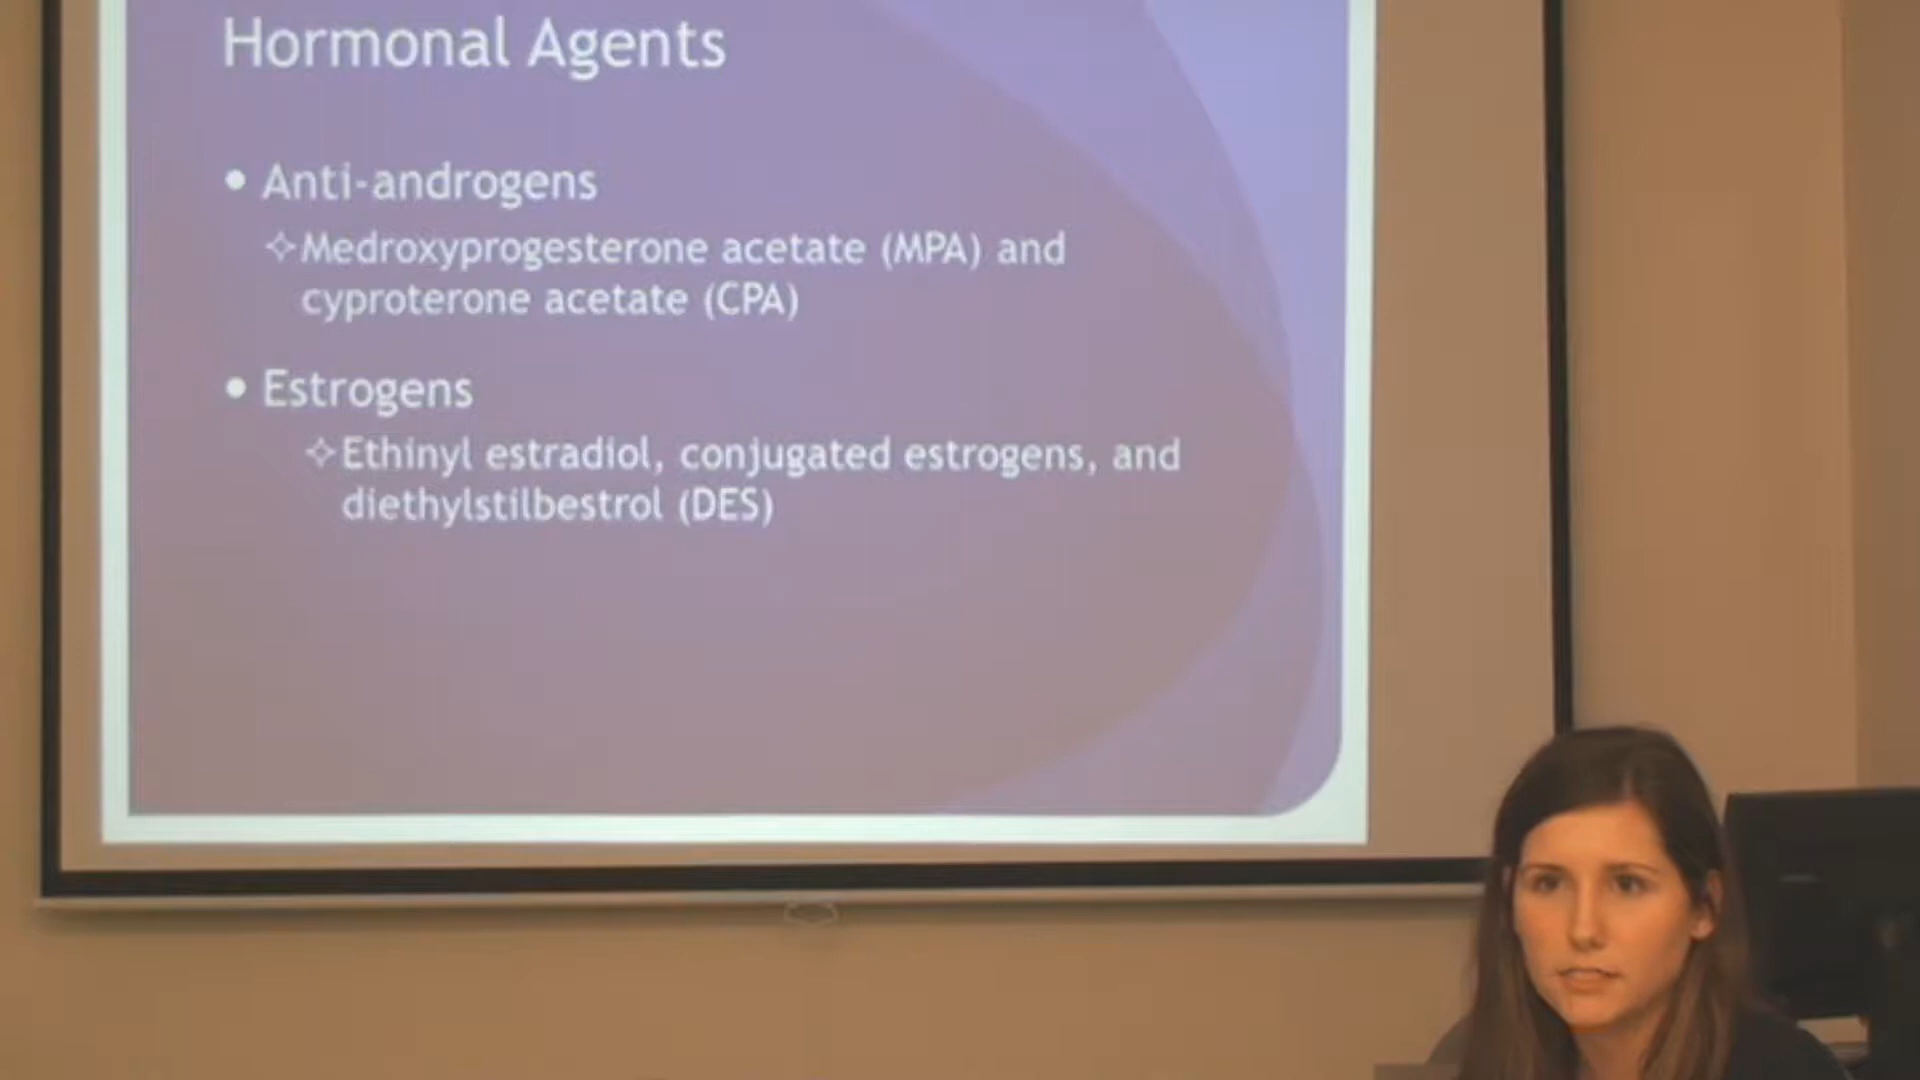 Hormonal Agents
• Anti-androgens
✧Medroxyprogesterone acetate (MPA) and
cyproterone acetate (CPA)
• Estrogens
✧Ethinyl estradiol, conjugated estrogens, and
diethylstilbestrol (DES)